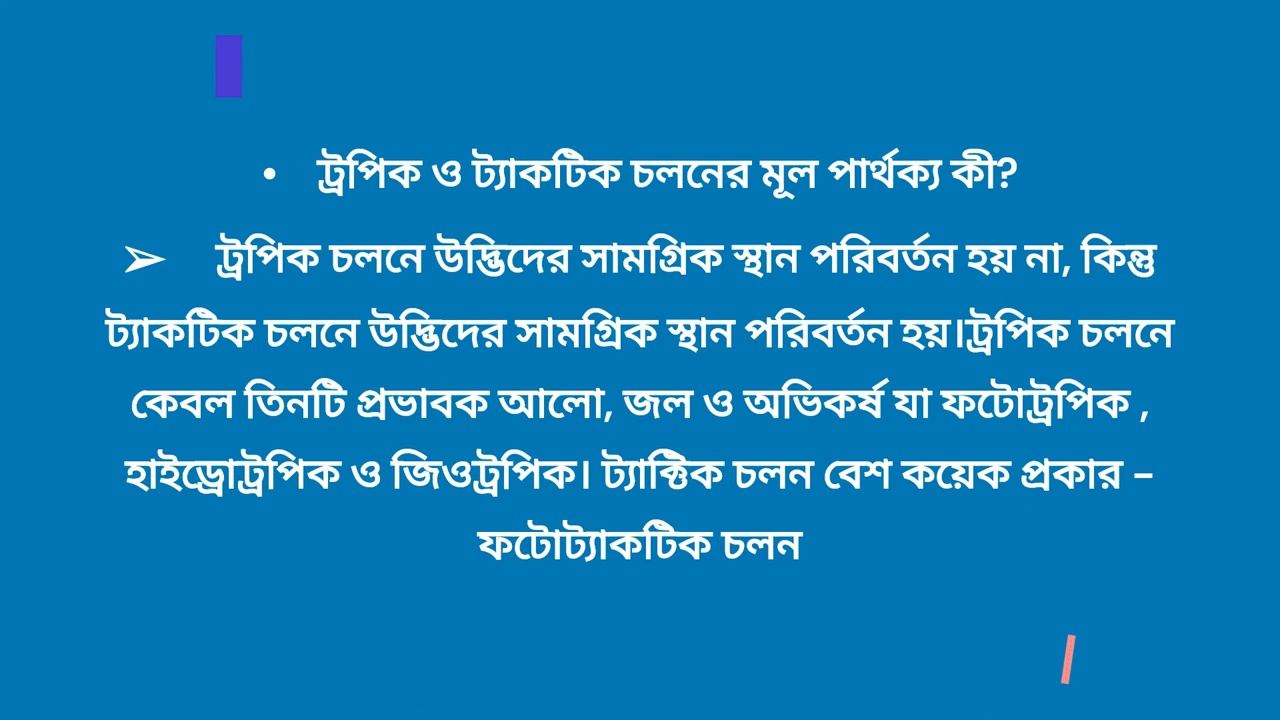 • ট্রপিক ও ট্যাকটিক চলনের মূল পার্থক্য কী?
➢ ট্রপিক চলনে উদ্ভিদের সামগ্রিক স্থান পরিবর্তন হয় না, কিন্তু
ট্যাকটিক চলনে উদ্ভিদের সামগ্রিক স্থান পরিবর্তন হয়।ট্রপিক চলনে
কেবল তিনটি প্রভাবক আলো, জল ও অভিকর্ষ যা ফটোট্রপিক ,
হাইড্রোট্রপিক ও জিওট্রপিক। ট্যাক্টিক চলন বেশ কয়েক প্রকার –
ফটোট্যাকটিক চলন